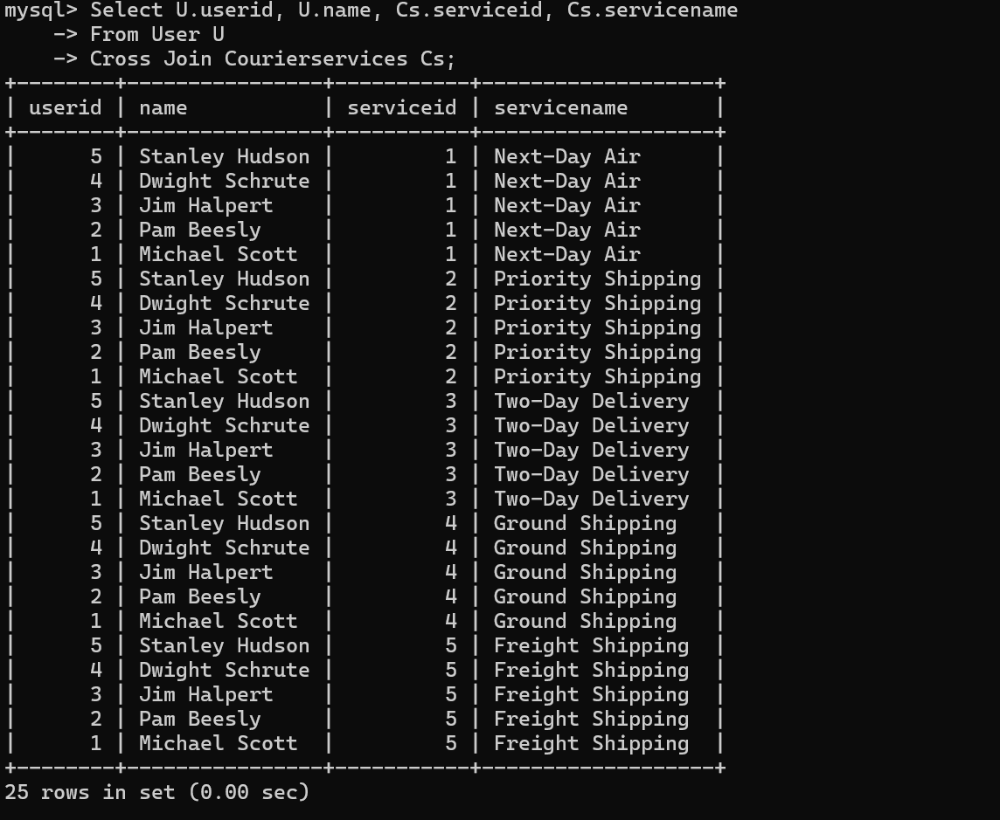 mysql> Select U.userid, U.name, Cs.serviceid, Cs.servicename
    -> From User U
    -> Cross Join Courierservices Cs;
+--------+----------------+-----------+-------------------+
| userid | name           | serviceid | servicename       |
+--------+----------------+-----------+-------------------+
|      5 | Stanley Hudson |         1 | Next-Day Air      |
|      4 | Dwight Schrute |         1 | Next-Day Air      |
|      3 | Jim Halpert    |         1 | Next-Day Air      |
|      2 | Pam Beesly     |         1 | Next-Day Air      |
|      1 | Michael Scott  |         1 | Next-Day Air      |
|      5 | Stanley Hudson |         2 | Priority Shipping |
|      4 | Dwight Schrute |         2 | Priority Shipping |
|      3 | Jim Halpert    |         2 | Priority Shipping |
|      2 | Pam Beesly     |         2 | Priority Shipping |
|      1 | Michael Scott  |         2 | Priority Shipping |
|      5 | Stanley Hudson |         3 | Two-Day Delivery  |
|      4 | Dwight Schrute |         3 | Two-Day Delivery  |
|      3 | Jim Halpert    |         3 | Two-Day Delivery  |
|      2 | Pam Beesly     |         3 | Two-Day Delivery  |
|      1 | Michael Scott  |         3 | Two-Day Delivery  |
|      5 | Stanley Hudson |         4 | Ground Shipping   |
|      4 | Dwight Schrute |         4 | Ground Shipping   |
|      3 | Jim Halpert    |         4 | Ground Shipping   |
|      2 | Pam Beesly     |         4 | Ground Shipping   |
|      1 | Michael Scott  |         4 | Ground Shipping   |
|      5 | Stanley Hudson |         5 | Freight Shipping  |
|      4 | Dwight Schrute |         5 | Freight Shipping  |
|      3 | Jim Halpert    |         5 | Freight Shipping  |
|      2 | Pam Beesly     |         5 | Freight Shipping  |
|      1 | Michael Scott  |         5 | Freight Shipping  |
+--------+----------------+-----------+-------------------+
25 rows in set (0.00 sec)